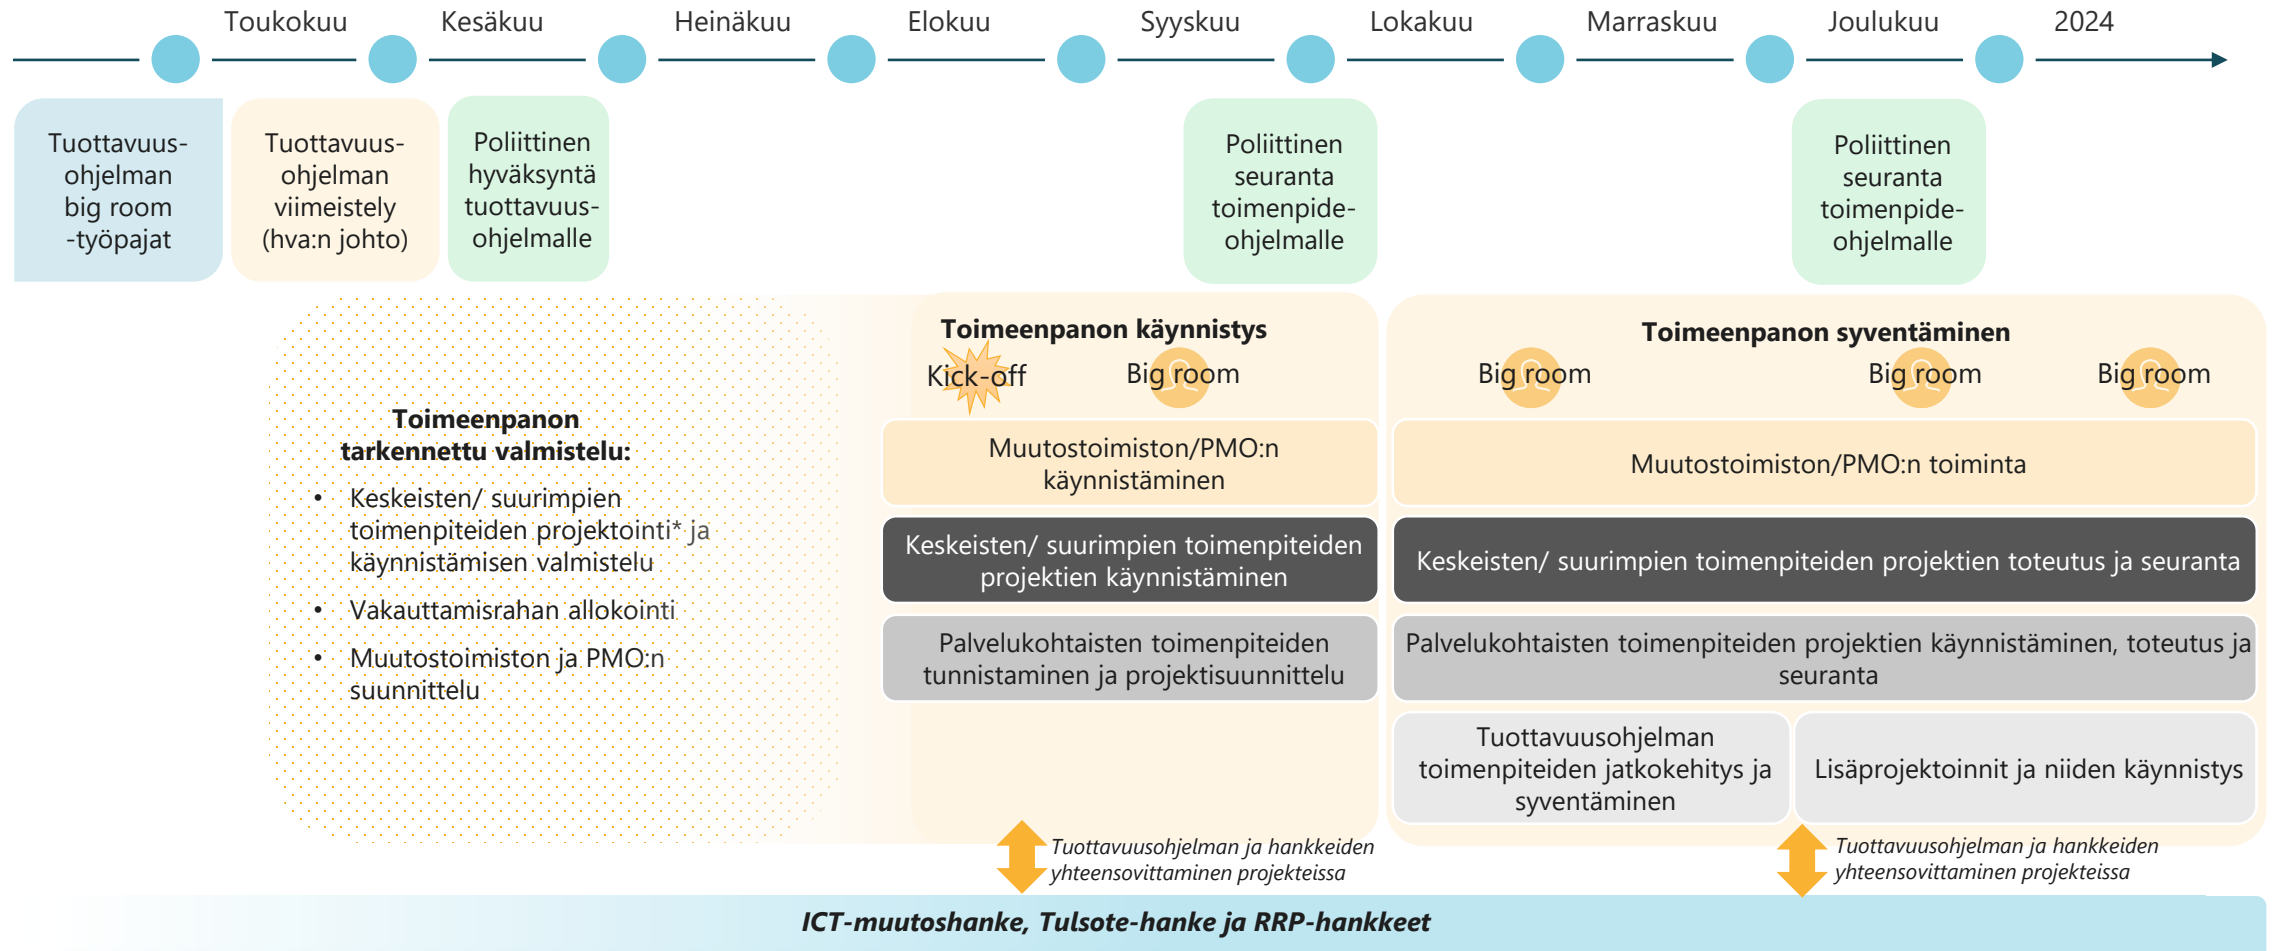 Toukokuu
Kesäkuu
Heinäkuu
Elokuu
Syyskuu
Lokakuu
Marraskuu
Joulukuu
2024
Tuottavuus-
ohjelman
big room
-työpajat
Tuottavuus-
ohjelman
viimeistely
(hva:n johto)
Poliittinen
hyväksyntä
tuottavuus-
ohjelmalle
Poliittinen
seuranta
toimenpide-
ohjelmalle
Poliittinen
seuranta
toimenpide-
ohjelmalle
Toimeenpanon
tarkennettu valmistelu:
• Keskeisten/ suurimpien
toimenpiteiden projektointi* ja
käynnistämisen valmistelu
• Vakauttamisrahan allokointi
• Muutostoimiston ja PMO:n
suunnittelu
Toimeenpanon käynnistys
Kick-off
Big room
Muutostoimiston/PMO:n
käynnistäminen
Keskeisten/ suurimpien toimenpiteiden
projektien käynnistäminen
Palvelukohtaisten toimenpiteiden
tunnistaminen ja projektisuunnittelu
Toimeenpanon syventäminen
Big room
Big room
Big room
Muutostoimiston/PMO:n toiminta
Keskeisten/ suurimpien toimenpiteiden projektien toteutus ja seuranta
Palvelukohtaisten toimenpiteiden projektien käynnistäminen, toteutus ja
seuranta
Tuottavuusohjelman
toimenpiteiden jatkokehitys ja
syventäminen
Lisäprojektoinnit ja niiden käynnistys
Tuottavuusohjelman ja hankkeiden
yhteensovittaminen projekteissa
Tuottavuusohjelman ja hankkeiden
yhteensovittaminen projekteissa
ICT-muutoshanke, Tulsote-hanke ja RRP-hankkeet